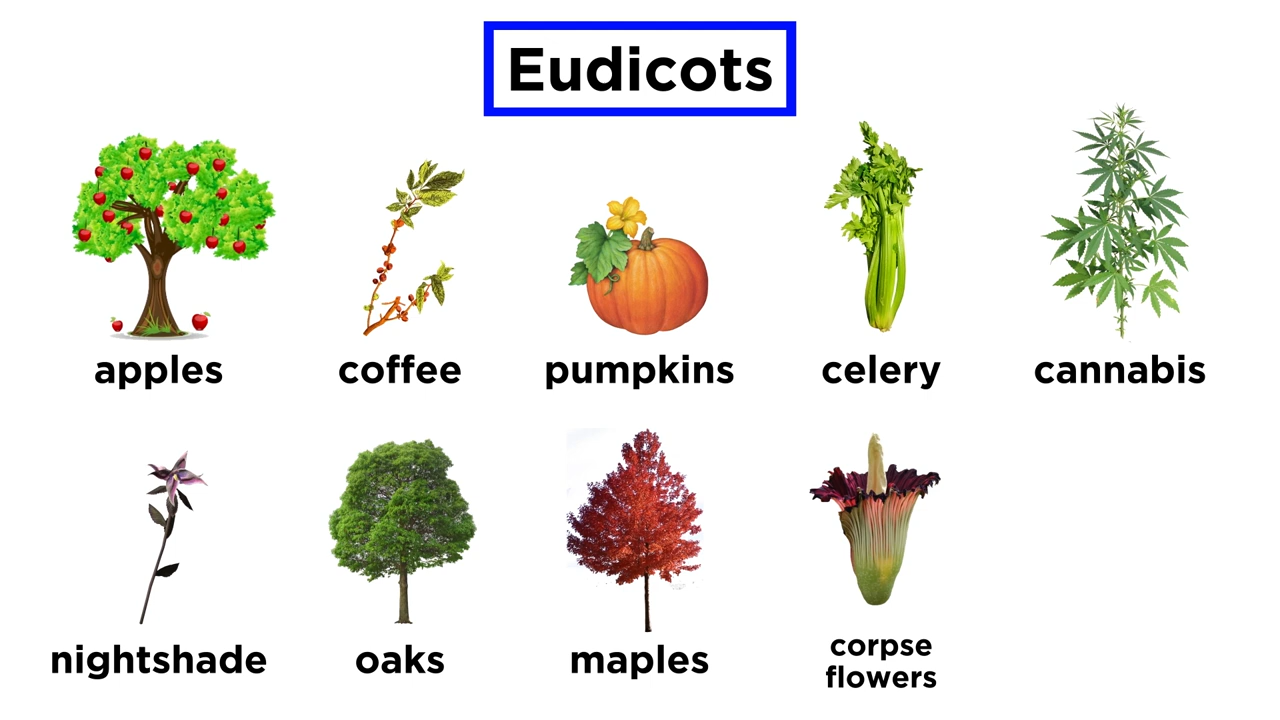 Eudicots
apples
coffee
pumpkins
celery
cannabis
nightshade
oaks
maples
corpse
flowers